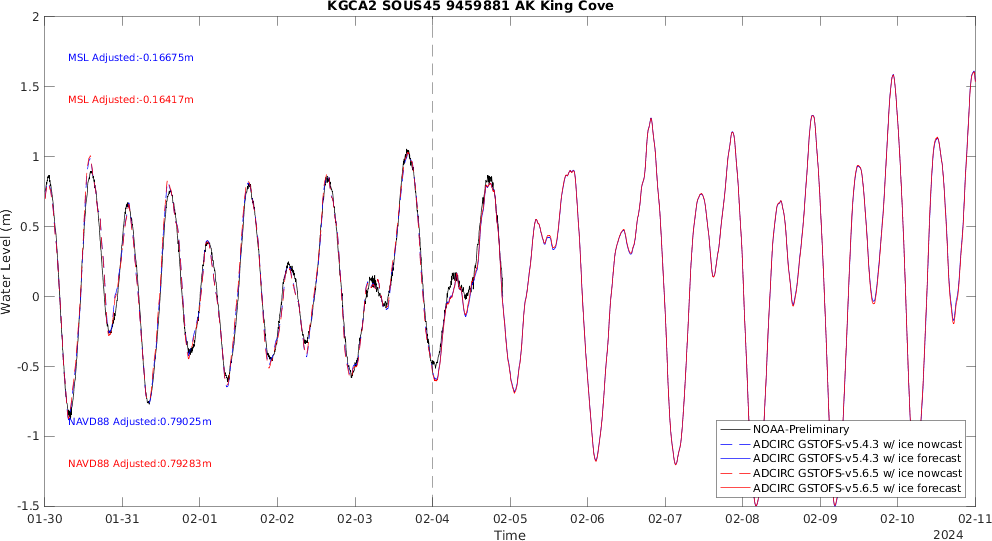 KGCA2 SOUS45 9459881 AK King Cove
2
1.5
1
0.5
0
-0.5
-1
-1.5
Water Level (m)
MSL Adjusted:-0.16675m
MSL Adjusted:-0.16417m
NAVD88 Adjusted:0.79025m
NAVD88 Adjusted:0.79283m
NOAA-Preliminary
ADCIRC GSTOFS-v5.4.3 w/ ice nowcast
ADCIRC GSTOFS-v5.4.3 w/ ice forecast
ADCIRC GSTOFS-v5.6.5 w/ ice nowcast
ADCIRC GSTOFS-v5.6.5 w/ ice forecast
01-30 01-31 02-01 02-02 02-03 02-04 02-05 02-06 02-07 02-08 02-09 02-10 02-11
Time
2024